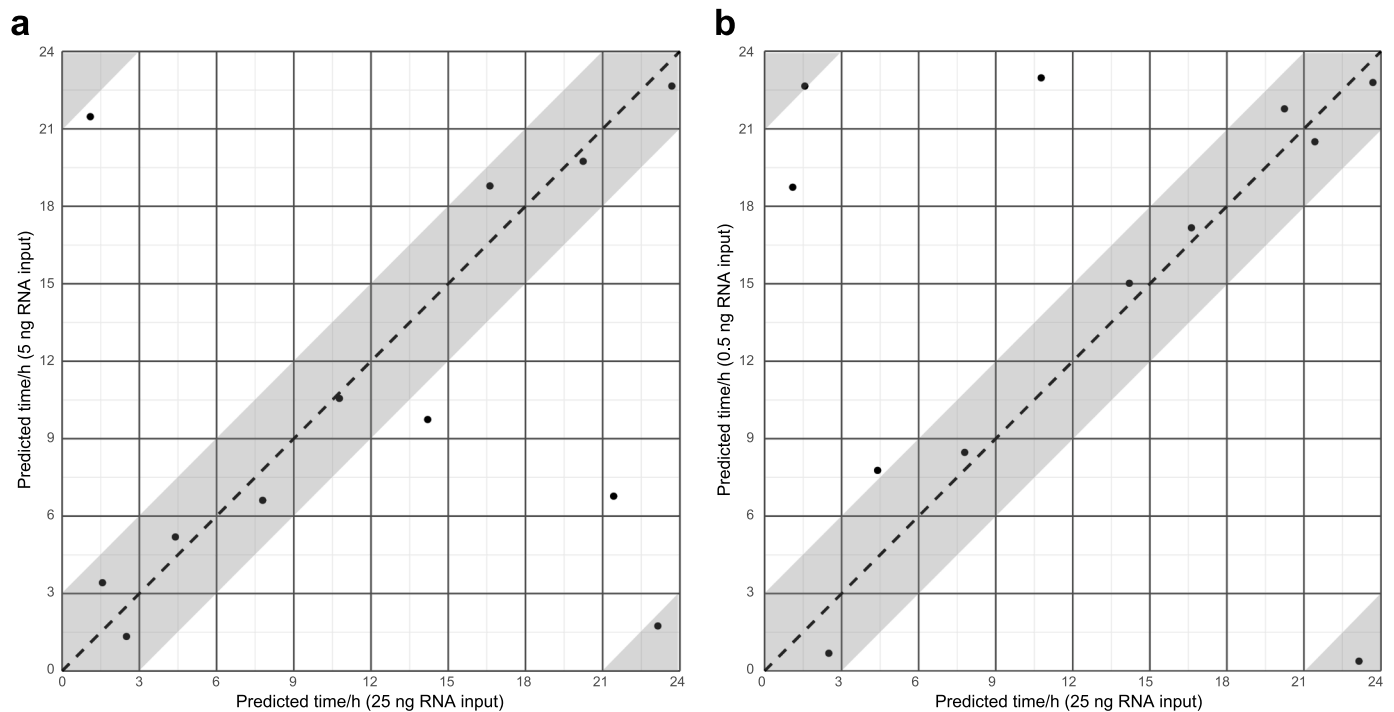 a
24
21
18
15
12
9
6
3
0
0 3 6 9 12 15 18 21 24
Predicted time/h (5 ng RNA input)
Predicted time/h (25 ng RNA input)
b
24
21
18
15
12
9
6
3
0
0 3 6 9 12 15 18 21 24
Predicted time/h (0.5 ng RNA input)
Predicted time/h (25 ng RNA input)